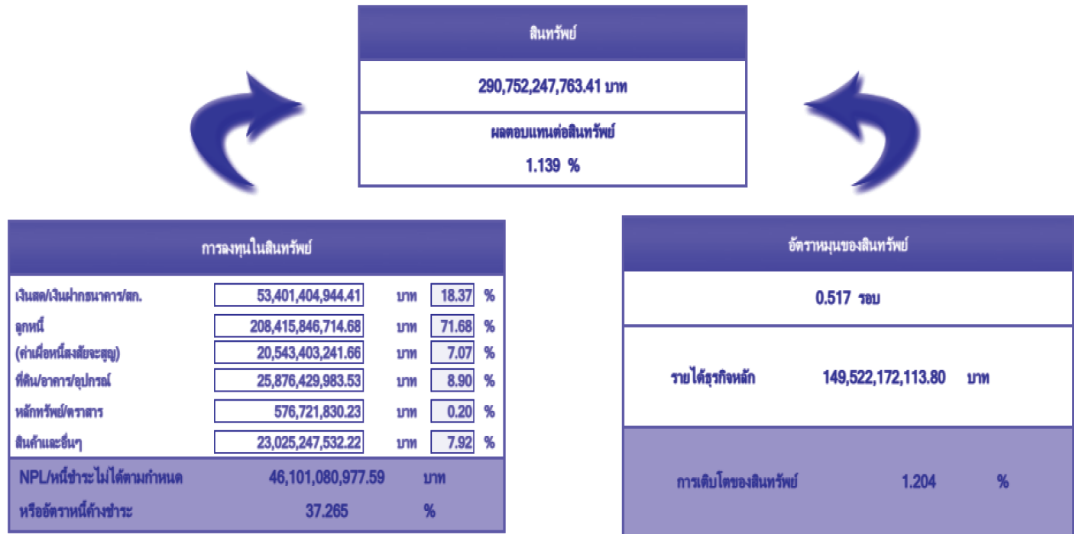 สินทรัพย์
290,752,247,763.41 บาท
ผลตอบแทนต่อสินทรัพย์
1.139 %
การลงทุนในสินทรัพย์
เงินสด/เงินฝากธนาคาร/สก. 53,401,404,944.41 บาท 18.37 %
ลูกหนี้ 208,415,846,714.68 บาท 71.68 %
(ค่าเผื่อหนี้สงสัยจะสูญ) 20,543,403,241.66 บาท 7.07 %
ที่ดิน/อาคาร/อุปกรณ์ 25,876,429,983.53 บาท 8.90 %
หลักทรัพย์/ตราสาร 576,721,830.23 บาท 0.20 %
สินค้าและอื่นๆ 23,025,247,532.22 บาท 7.92 %
NPL/หนี้ชำระไม่ได้ตามกำหนด 46,101,080,977.59 บาท
หรืออัตราหนี้ค้างชำระ 37.265 %
อัตราหมุนของสินทรัพย์
0.517 รอบ
รายได้ธุรกิจหลัก 149,522,172,113.80 บาท
การเติบโตของสินทรัพย์ 1.204 %